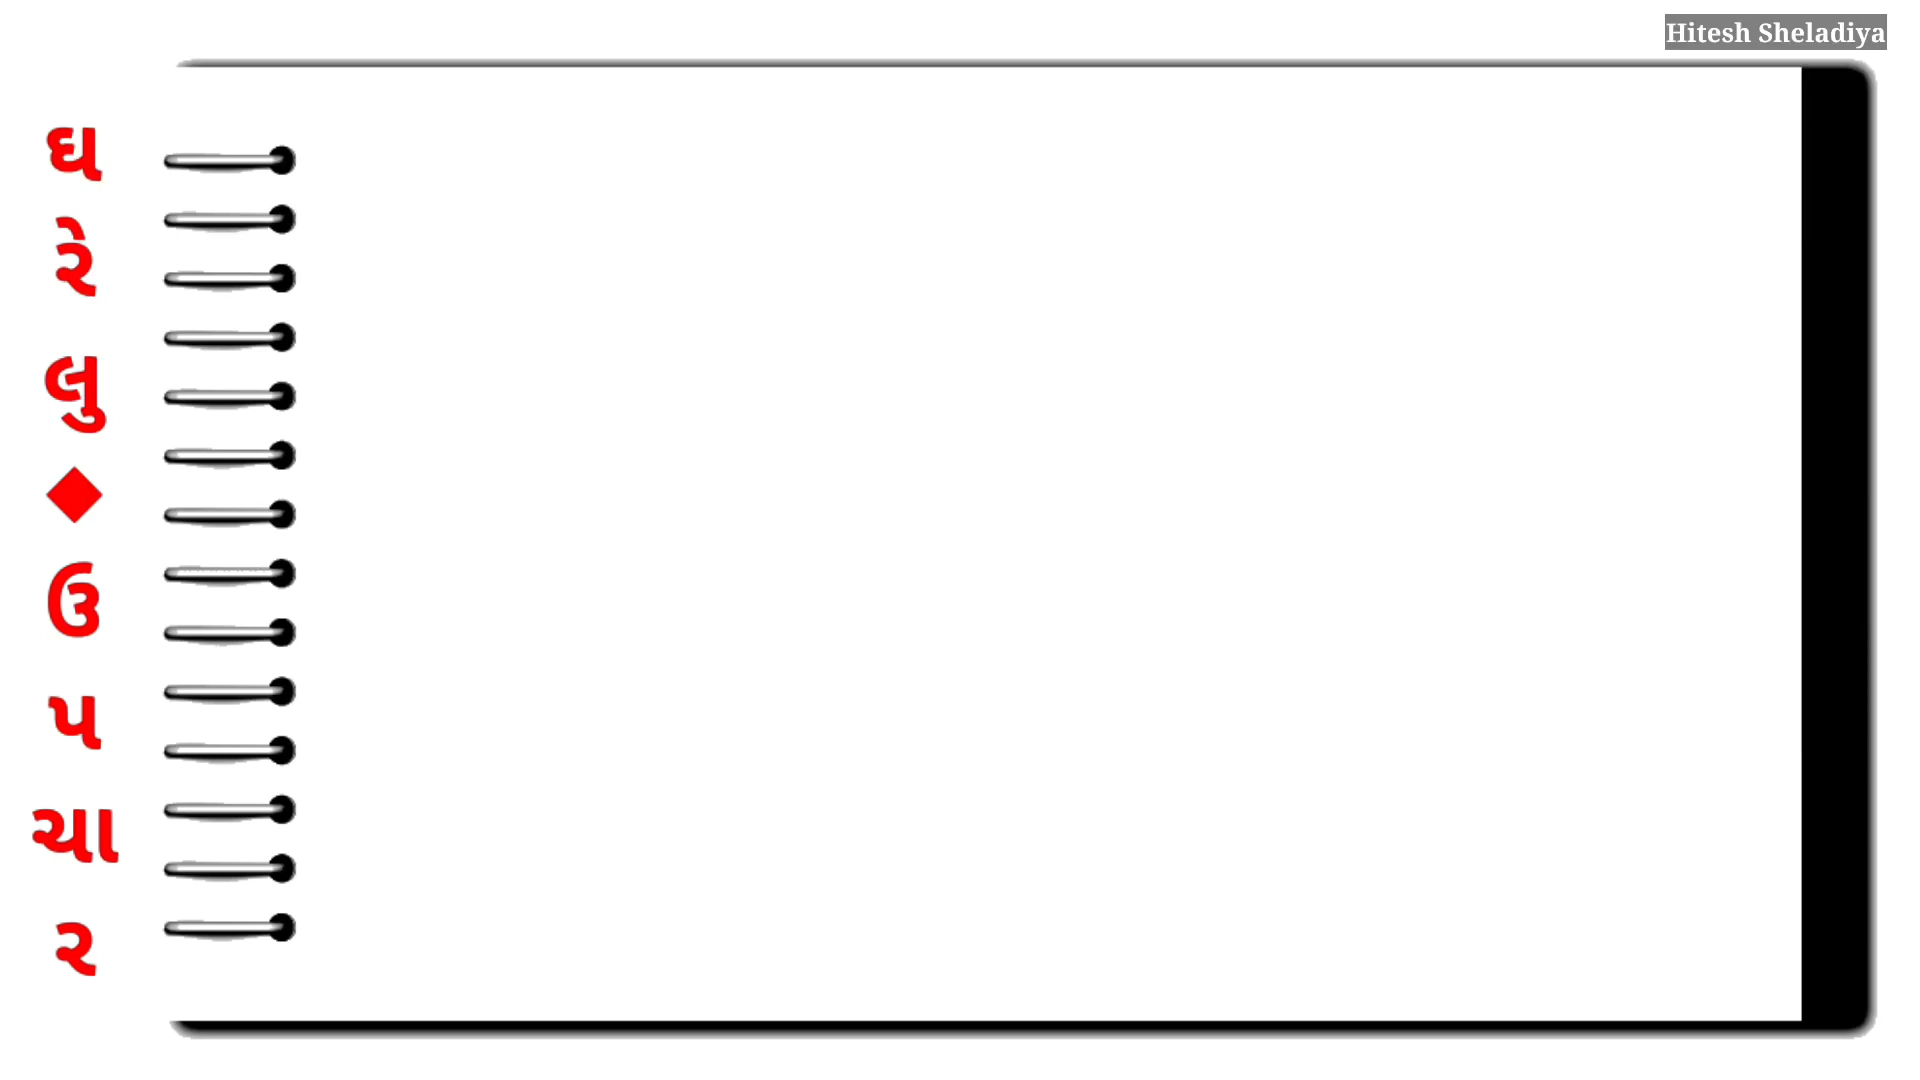 Hitesh Sheladiya
ઘ
રે
લુ
◆
ઉ
પ
ચા
ર